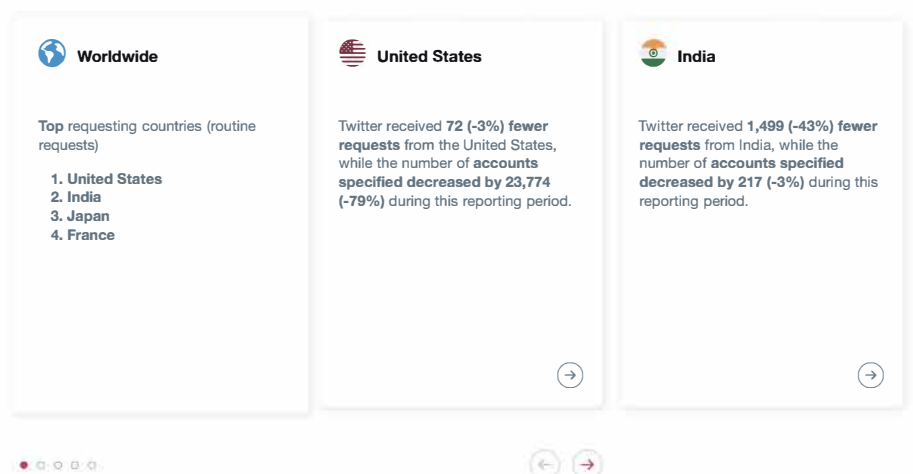 Worldwide
Top requesting countries (routine
requests)
1. United States
2. India
3. Japan
4. France
United States
Twitter received 72 (-3%) fewer
requests from the United States,
while the number of accounts
specified decreased by 23,774
(-79%) during this reporting period.
India
Twitter received 1,499 (-43%) fewer
requests from India, while the
number of accounts specified
decreased by 217 (-3%) during this
reporting period.